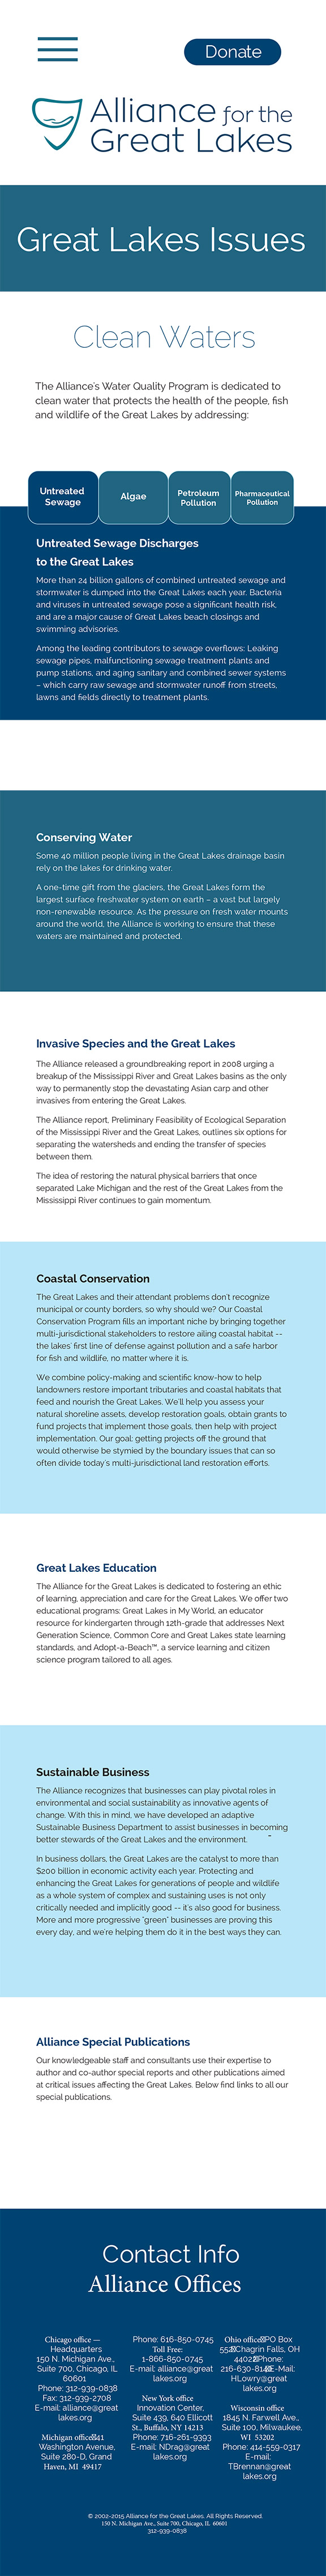 Donate
Alliance for the
Great Lakes
Great Lakes Issues
Clean Waters
The Alliance's Water Quality Program is dedicated to
clean water that protects the health of the people, fish
and wildlife of the Great Lakes by addressing:
Untreated
Sewage
Algae
Petroleum
Pollution
Pharmaceutical
Pollution
Untreated Sewage Discharges
to the Great Lakes
More than 24 billion gallons of combined untreated sewage and
stormwater is dumped into the Great Lakes each year. Bacteria
and viruses in untreated sewage pose a significant health risk,
and are a major cause of Great Lakes beach closings and
swimming advisories.
Among the leading contributors to sewage overflows: Leaking
sewage pipes, malfunctioning sewage treatment plants and
pump stations, and aging sanitary and combined sewer systems
– which carry raw sewage and stormwater runoff from streets,
lawns and fields directly to treatment plants.
Conserving Water
Some 40 million people living in the Great Lakes drainage basin
rely on the lakes for drinking water.
A one-time gift from the glaciers, the Great Lakes form the
largest surface freshwater system on earth – a vast but largely
non-renewable resource. As the pressure on fresh water mounts
around the world, the Alliance is working to ensure that these
waters are maintained and protected.
Invasive Species and the Great Lakes
The Alliance released a groundbreaking report in 2008 urging a
breakup of the Mississippi River and Great Lakes basins as the only
way to permanently stop the devastating Asian carp and other
invasives from entering the Great Lakes.
The Alliance report, Preliminary Feasibility of Ecological Separation
of the Mississippi River and the Great Lakes, outlines six options for
separating the watersheds and ending the transfer of species
between them.
The idea of restoring the natural physical barriers that once
separated Lake Michigan and the rest of the Great Lakes from the
Mississippi River continues to gain momentum.
Coastal Conservation
The Great Lakes and their attendant problems don't recognize
municipal or county borders, so why should we? Our Coastal
Conservation Program fills an important niche by bringing together
multi-jurisdictional stakeholders to restore ailing coastal habitat --
the lakes' first line of defense against pollution and a safe harbor
for fish and wildlife, no matter where it is.
We combine policy-making and scientific know-how to help
landowners restore important tributaries and coastal habitats that
feed and nourish the Great Lakes. We'll help you assess your
natural shoreline assets, develop restoration goals, obtain grants to
fund projects that implement those goals, then help with project
implementation. Our goal: getting projects off the ground that
would otherwise be stymied by the boundary issues that can so
often divide today's multi-jurisdictional land restoration efforts.
Great Lakes Education
The Alliance for the Great Lakes is dedicated to fostering an ethic
of learning, appreciation and care for the Great Lakes. We offer two
educational programs: Great Lakes in My World, an educator
resource for kindergarten through 12th-grade that addresses Next
Generation Science, Common Core and Great Lakes state learning
standards, and Adopt-a-Beach™, a service learning and citizen
science program tailored to all ages.
Sustainable Business
The Alliance recognizes that businesses can play pivotal roles in
environmental and social sustainability as innovative agents of
change. With this in mind, we have developed an adaptive
Sustainable Business Department to assist businesses in becoming
better stewards of the Great Lakes and the environment.
In business dollars, the Great Lakes are the catalyst to more than
$200 billion in economic activity each year. Protecting and
enhancing the Great Lakes for generations of people and wildlife
as a whole system of complex and sustaining uses is not only
critically needed and implicitly good -- it's also good for business.
More and more progressive "green" businesses are proving this
every day, and we're helping them do it in the best ways they can.
Alliance Special Publications
Our knowledgeable staff and consultants use their expertise to
author and co-author special reports and other publications aimed
at critical issues affecting the Great Lakes. Below find links to all our
special publications.
Contact Info
Alliance Offices
Chicago office —
Headquarters
150 N. Michigan Ave.,
Suite 700, Chicago, IL
60601
Phone: 312-939-0838
Fax: 312-939-2708
E-mail: alliance@great
lakes.org
Michigan office 41
Washington Avenue,
Suite 280-D, Grand
Haven, MI 49417
Phone: 616-850-0745
Toll Free:
1-866-850-0745
E-mail: alliance@great
lakes.org
New York office
Innovation Center,
Suite 439, 640 Ellicott
St., Buffalo, NY 14213
Phone: 716-261-9393
E-mail: NDrag@great
lakes.org
Ohio office PO Box
Chagrin Falls, OH
Phone:
E-Mail:
HLowry@great
lakes.org
Wisconsin office
1845 N. Farwell Ave.,
Suite 100, Milwaukee,
WI 53202
Phone: 414-559-0317
E-mail:
TBrennan@great
lakes.org
© 2002-2015 Alliance for the Great Lakes. All Rights Reserved.
150 N. Michigan Ave., Suite 700, Chicago, IL 60601
312-939-0838